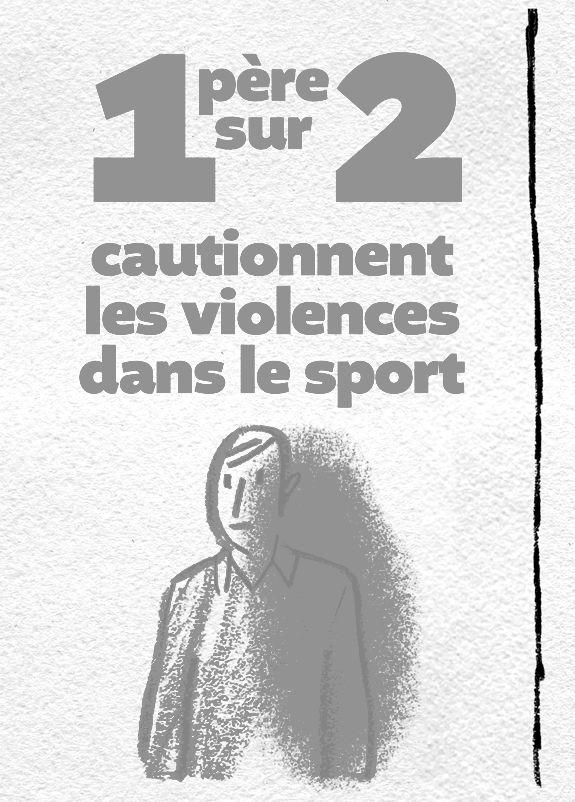 1 père sur 2
cautionnent
les violences
dans le sport